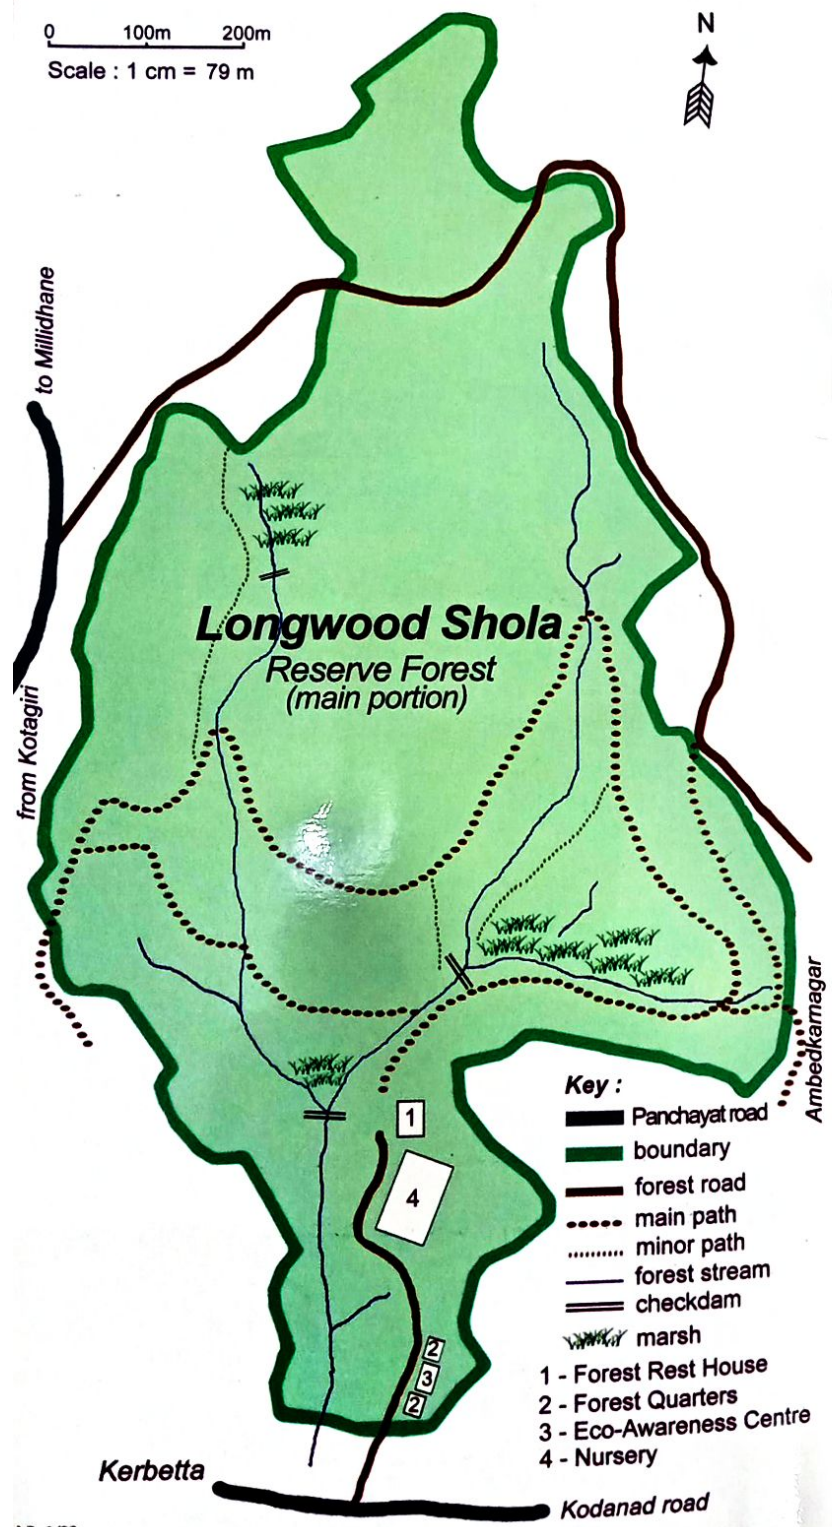 0 100m 200m
Scale : 1 cm = 79 m
N
to Millidhane
from Kotagiri
Longwood Shola
Reserve Forest
(main portion)
Ambedkarnagar
1
4
2
3
2
Key :
Panchayat road
boundary
forest road
main path
minor path
forest stream
checkdam
marsh
1 - Forest Rest House
2 - Forest Quarters
3 - Eco-Awareness Centre
4 - Nursery
Kerbetta
Kodanad road